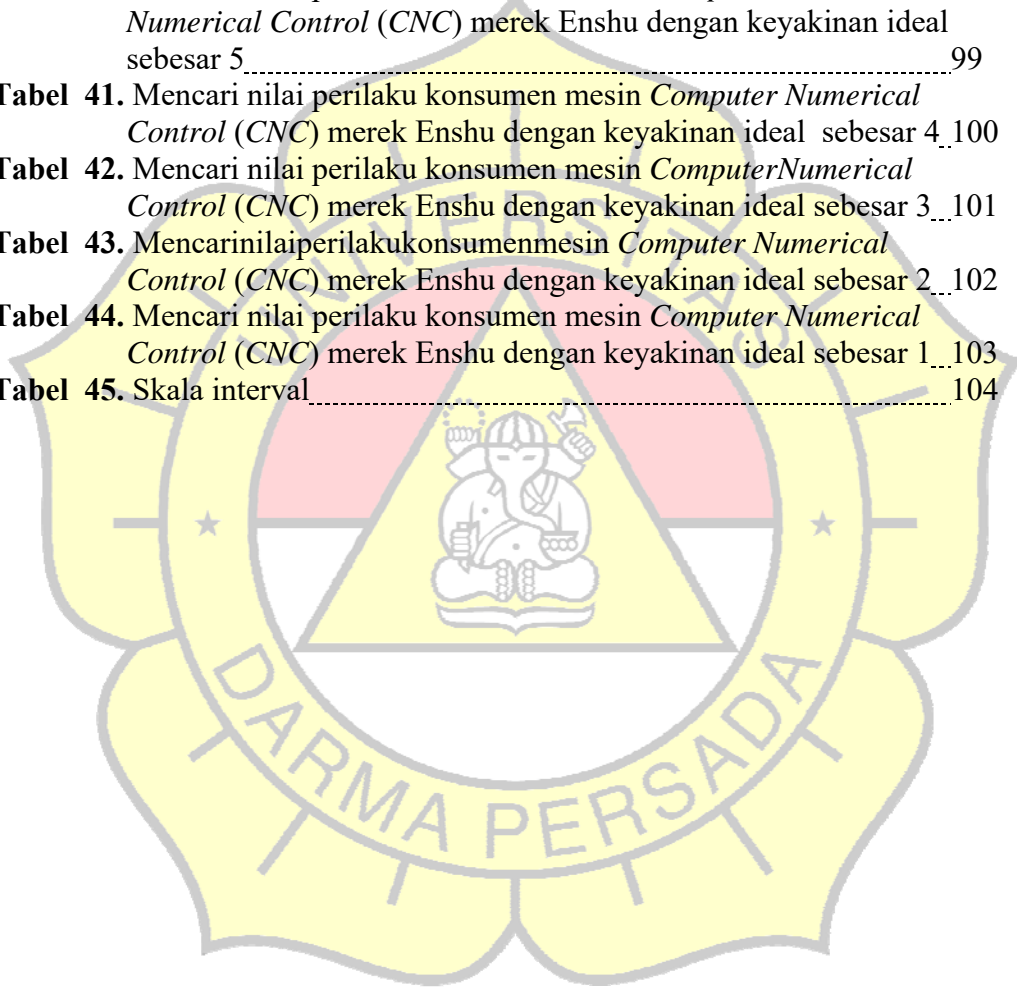 Numerical Control (CNC) merek Enshu dengan keyakinan ideal
sebesar 5 99
Tabel 41. Mencari nilai perilaku konsumen mesin Computer Numerical
Control (CNC) merek Enshu dengan keyakinan ideal sebesar 4 100
Tabel 42. Mencari nilai perilaku konsumen mesin ComputerNumerical
Control (CNC) merek Enshu dengan keyakinan ideal sebesar 3 101
Tabel 43. Mencarinilaiperilakukonsumenmesin Computer Numerical
Control (CNC) merek Enshu dengan keyakinan ideal sebesar 2 102
Tabel 44. Mencari nilai perilaku konsumen mesin Computer Numerical
Control (CNC) merek Enshu dengan keyakinan ideal sebesar 1 103
Tabel 45. Skala interval 104
UNIVERSITAS
DARMA PERSADA